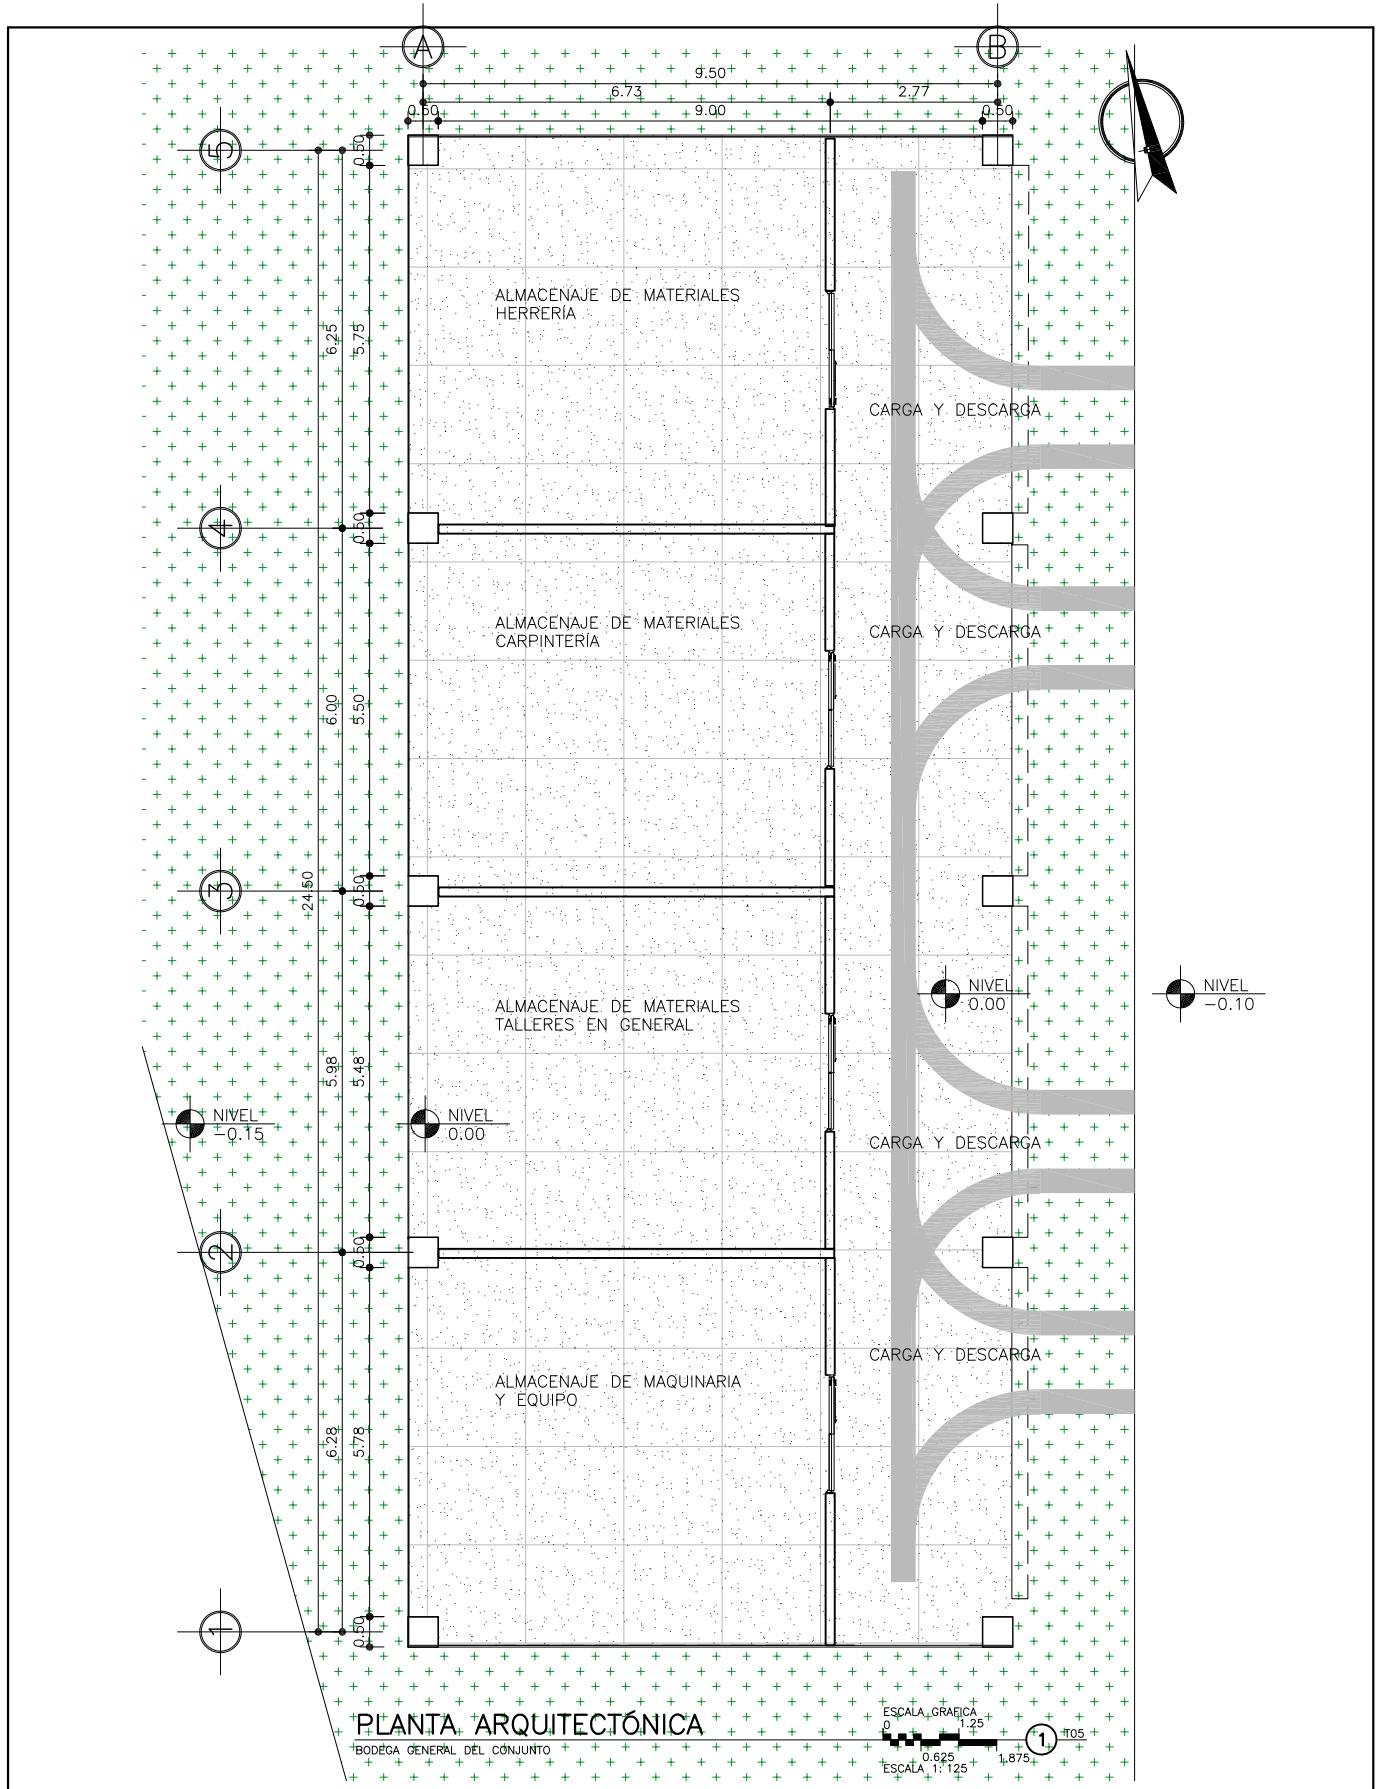 A
B
9.50
6.73
2.77
0.50
9.00
0.50
5
0.50
ALMACENAJE DE MATERIALES
HERRERÍA
6.25
5.75
CARGA Y DESCARGA
4
0.50
ALMACENAJE DE MATERIALES
CARPINTERÍA
CARGA Y DESCARGA
6.00
5.50
3
24.50
0.50
NIVEL
0.00
NIVEL
-0.10
ALMACENAJE DE MATERIALES
TALLERES EN GENERAL
5.98
5.48
NIVEL
-0.15
NIVEL
0.00
CARGA Y DESCARGA
2
0.50
CARGA Y DESCARGA
ALMACENAJE DE MAQUINARIA
Y EQUIPO
6.28
5.78
1
0.50
PLANTA ARQUITECTÓNICA
BODEGA GENERAL DEL CONJUNTO
ESCALA GRAFICA
0
1.25
0.625
1.875
ESCALA 1:125
1
T05